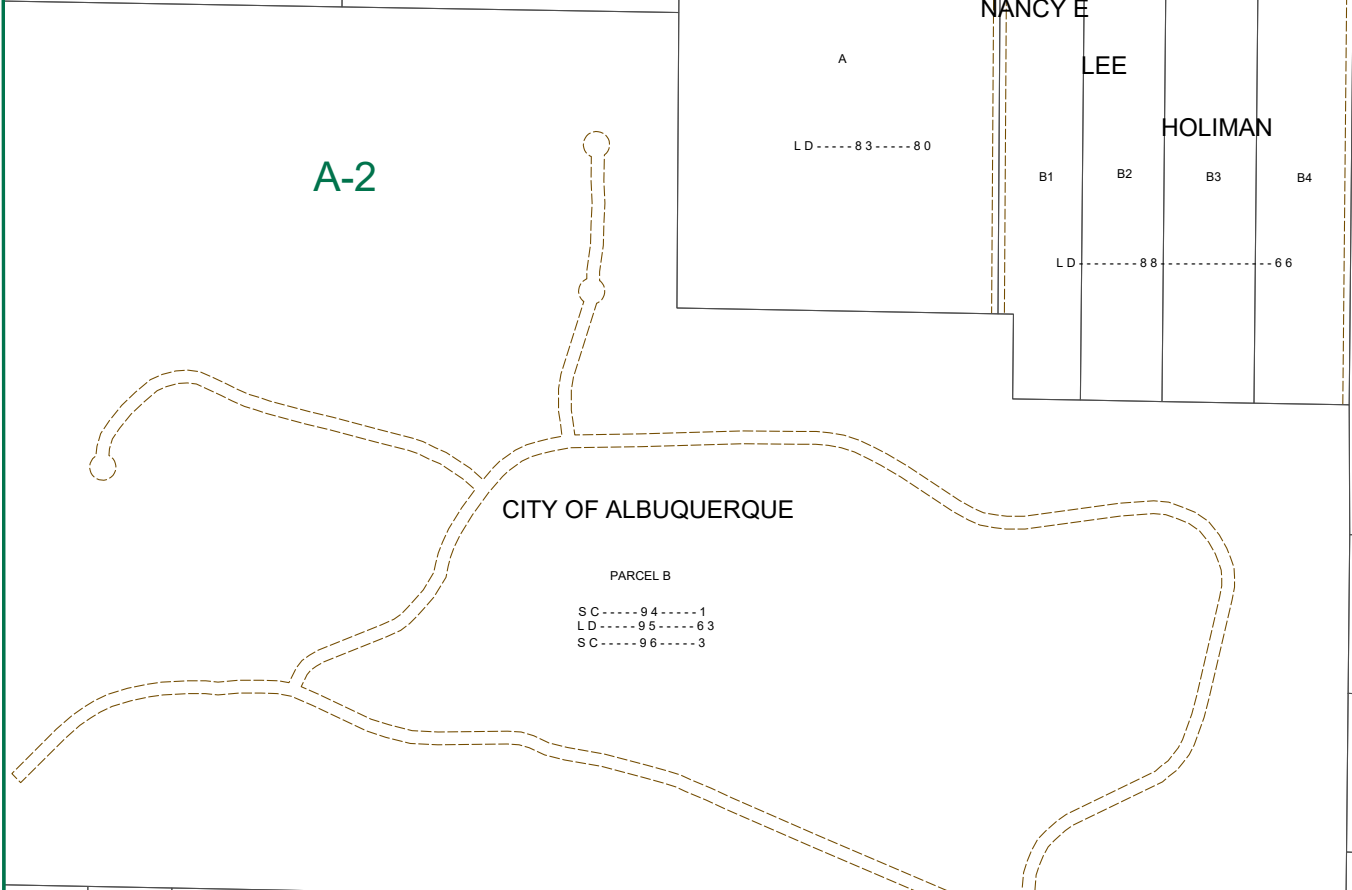 NANCY E
LEE
HOLIMAN
A
LD-----83-----80
A-2
B1
B2
B3
B4
LD-------88-------------66
CITY OF ALBUQUERQUE
PARCEL B
SC-----94-----1
LD-----95-----63
SC-----96-----3